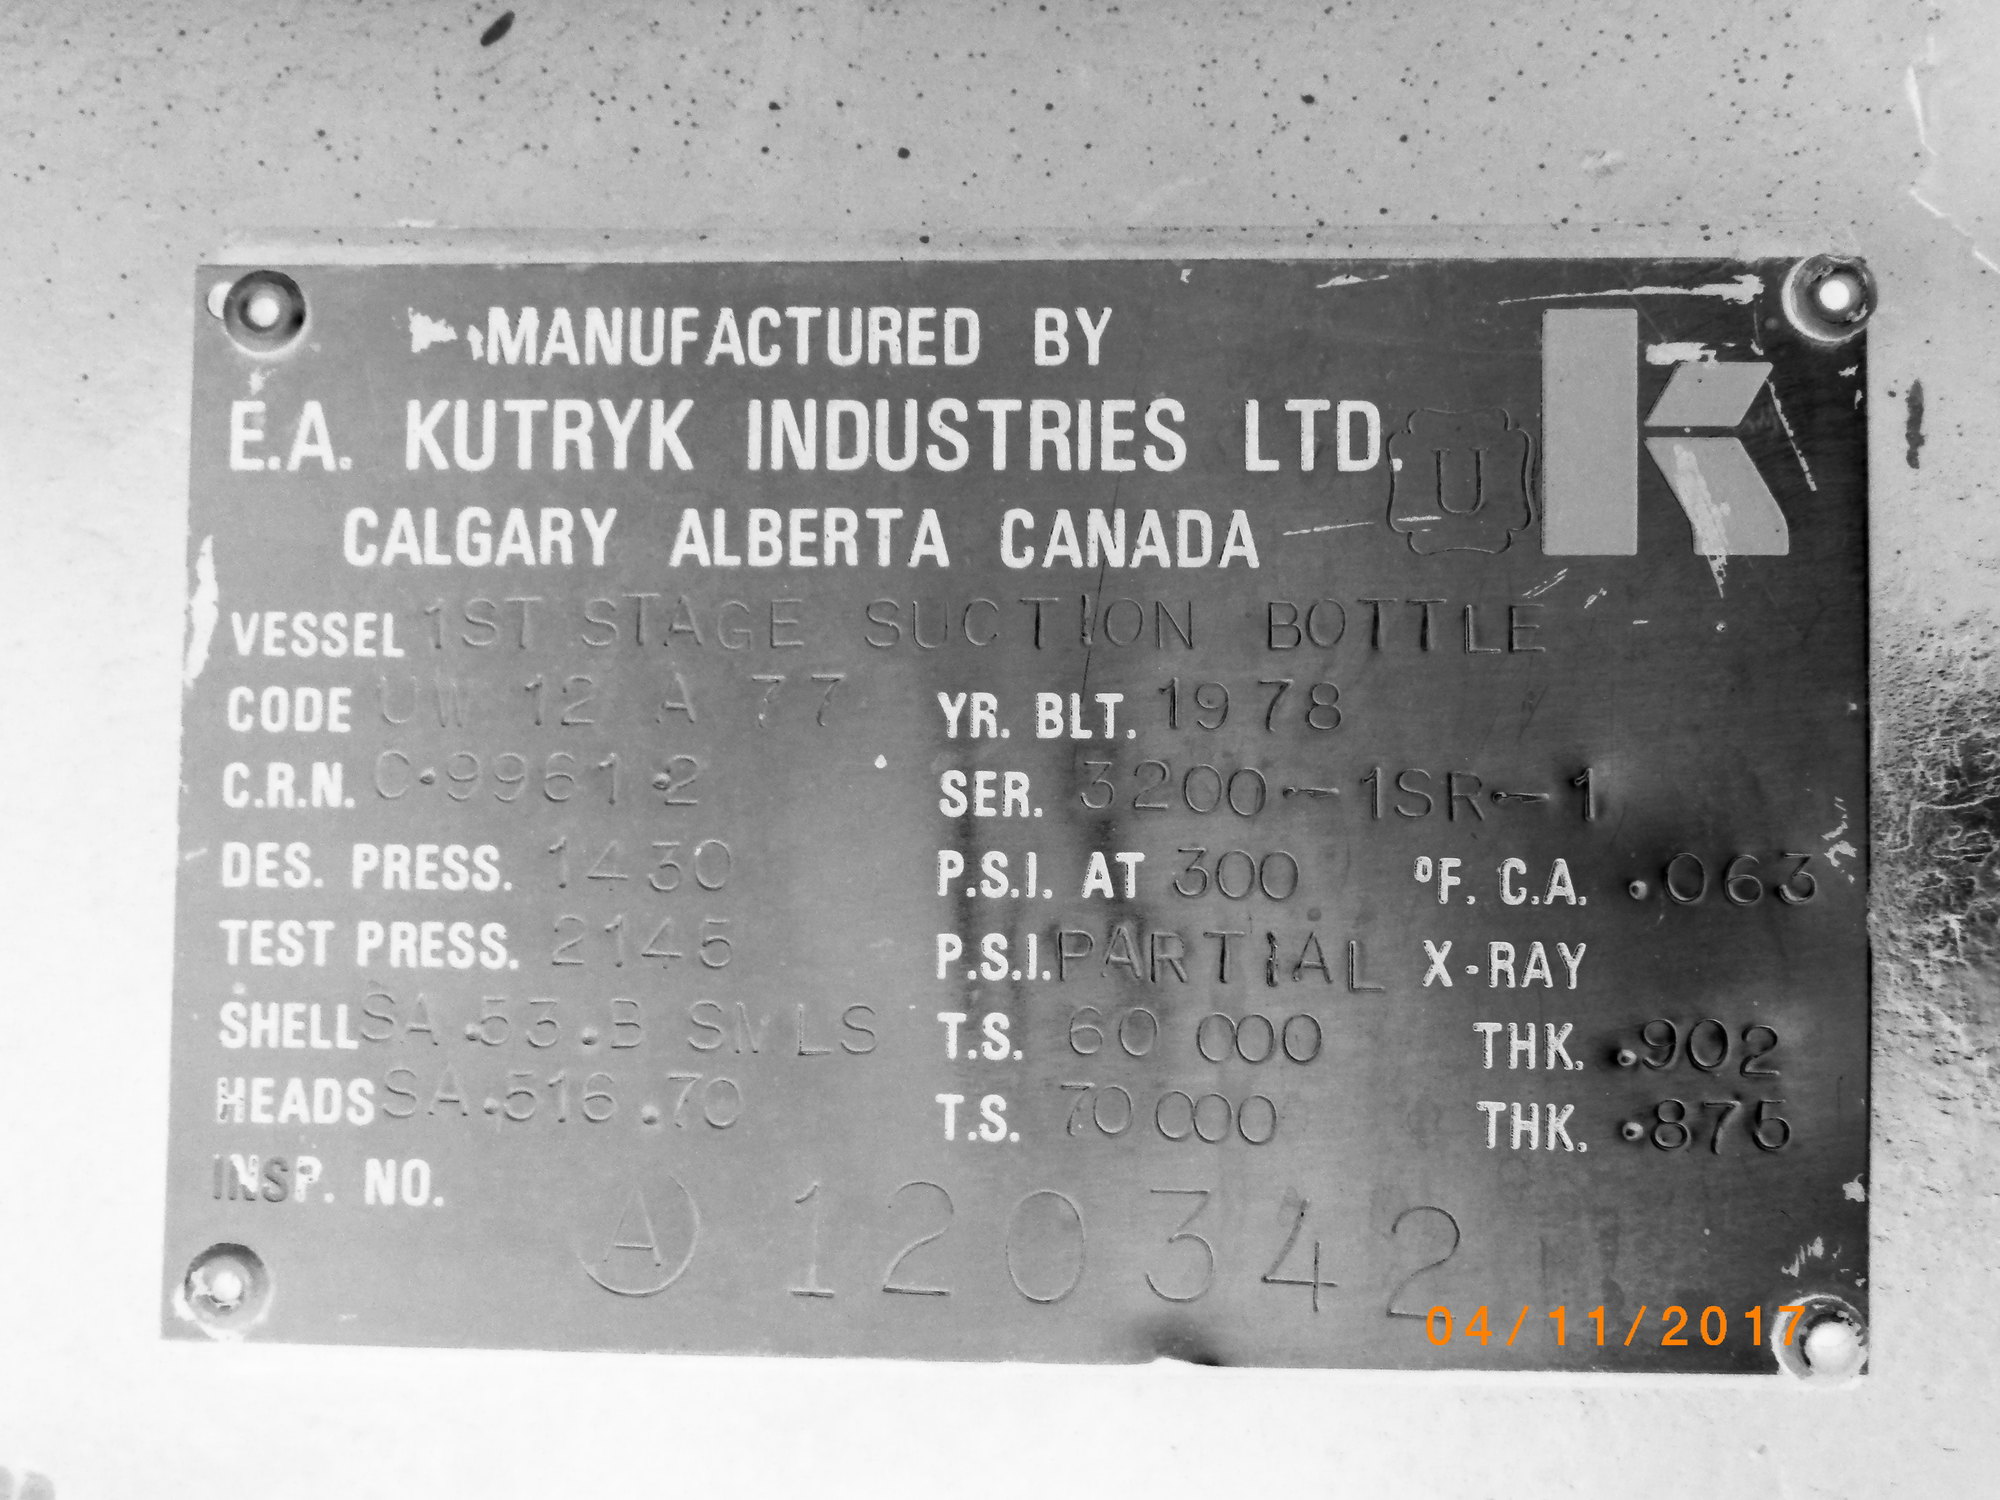 MANUFACTURED BY
E.A. KUTRYK INDUSTRIES LTD.
U
CALGARY ALBERTA CANADA
VESSEL 1ST STAGE SUCTION BOTTLE
CODE UW 12 A 77 YR. BLT. 1978
C.R.N. C.9961.2 SER. 3200-1SR-1
DES. PRESS. 1430 P.S.I. AT 300 °F. C.A. .063
TEST PRESS. 2145 P.S.I. PARTIAL X-RAY
SHELL SA.53.B SMLS T.S. 60 000 THK. .902
HEADS SA.516.70 T.S. 70 000 THK. .875
INSP. NO.
A 120342
04/11/2017